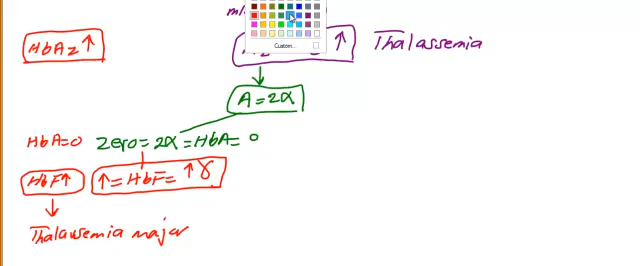 HbA2 ↑
↑ Thalassemia
Custom...
A = 2α
HbA=0 Zero = 2α = HbA = 0
HbF↑ ↑ = HbF = ↑γ
Thalassemia major